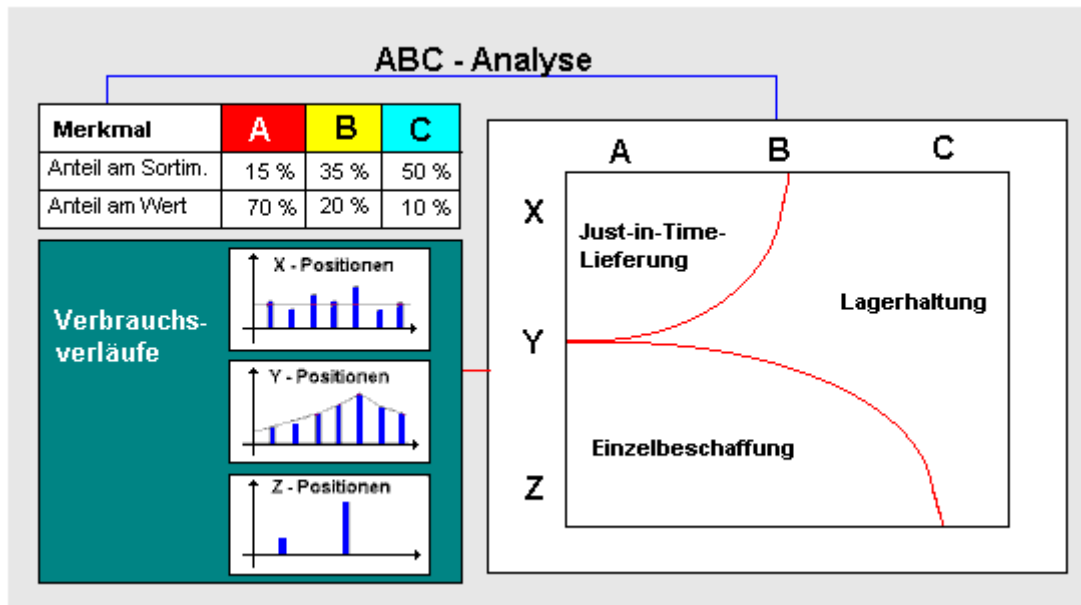 ABC - Analyse
Merkmal A B C
Anteil am Sortim. 15 % 35 % 50 %
Anteil am Wert 70 % 20 % 10 %
Verbrauchs-
verläufe
X - Positionen
Y - Positionen
Z - Positionen
A B C
X
Just-in-Time-
Lieferung
Lagerhaltung
Y
Einzelbeschaffung
Z